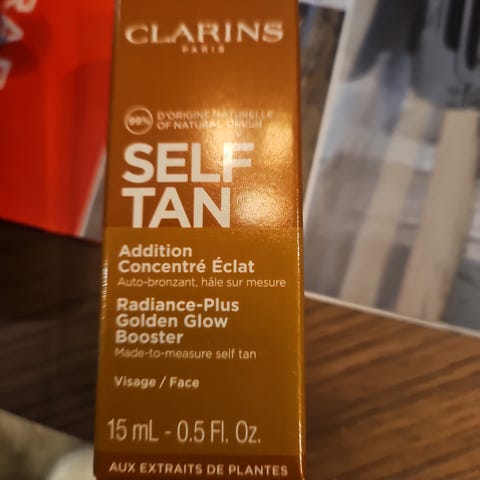 CLARINS
PARIS
99%
D'ORIGINE NATURELLE
OF NATURAL ORIGIN
SELF
TAN
Addition
Concentré Éclat
Auto-bronzant, hâle sur mesure
Radiance-Plus
Golden Glow
Booster
Made-to-measure self tan
Visage / Face
15 mL - 0.5 Fl. Oz.
AUX EXTRAITS DE PLANTES